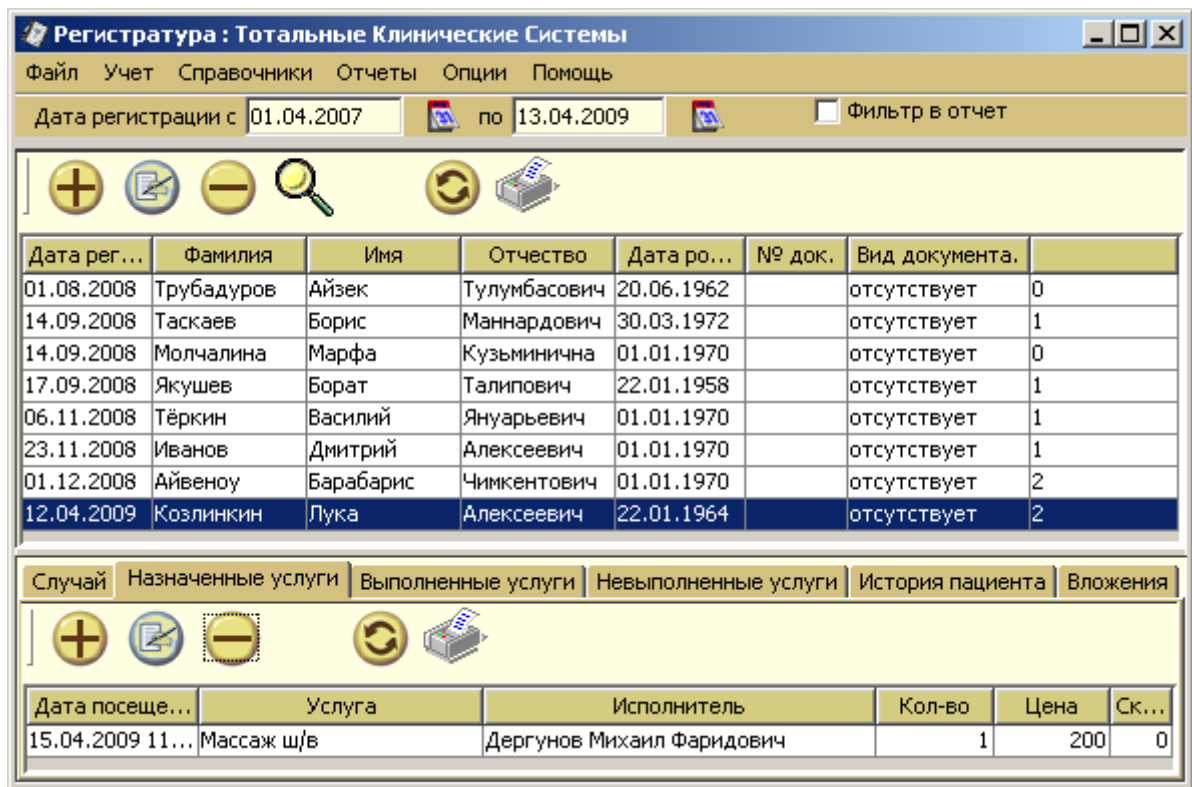 Регистратура : Тотальные Клинические Системы
Файл Учет Справочники Отчеты Опции Помощь
Дата регистрации с 01.04.2007 по 13.04.2009 Фильтр в отчет
Дата рег... Фамилия Имя Отчество Дата ро... № док. Вид документа.
01.08.2008 Трубадуров Айзек Тулумбасович 20.06.1962 отсутствует 0
14.09.2008 Таскаев Борис Маннардович 30.03.1972 отсутствует 1
14.09.2008 Молчалина Марфа Кузьминична 01.01.1970 отсутствует 0
17.09.2008 Якушев Борат Талипович 22.01.1958 отсутствует 1
06.11.2008 Тёркин Василий Януарьевич 01.01.1970 отсутствует 1
23.11.2008 Иванов Дмитрий Алексеевич 01.01.1970 отсутствует 1
01.12.2008 Айвеноу Барабарис Чимкентович 01.01.1970 отсутствует 2
12.04.2009 Козлинкин Лука Алексеевич 22.01.1964 отсутствует 2
Случай Назначенные услуги Выполненные услуги Невыполненные услуги История пациента Вложения
Дата посеще... Услуга Исполнитель Кол-во Цена Ск...
15.04.2009 11... Массаж ш/в Дергунов Михаил Фаридович 1 200 0